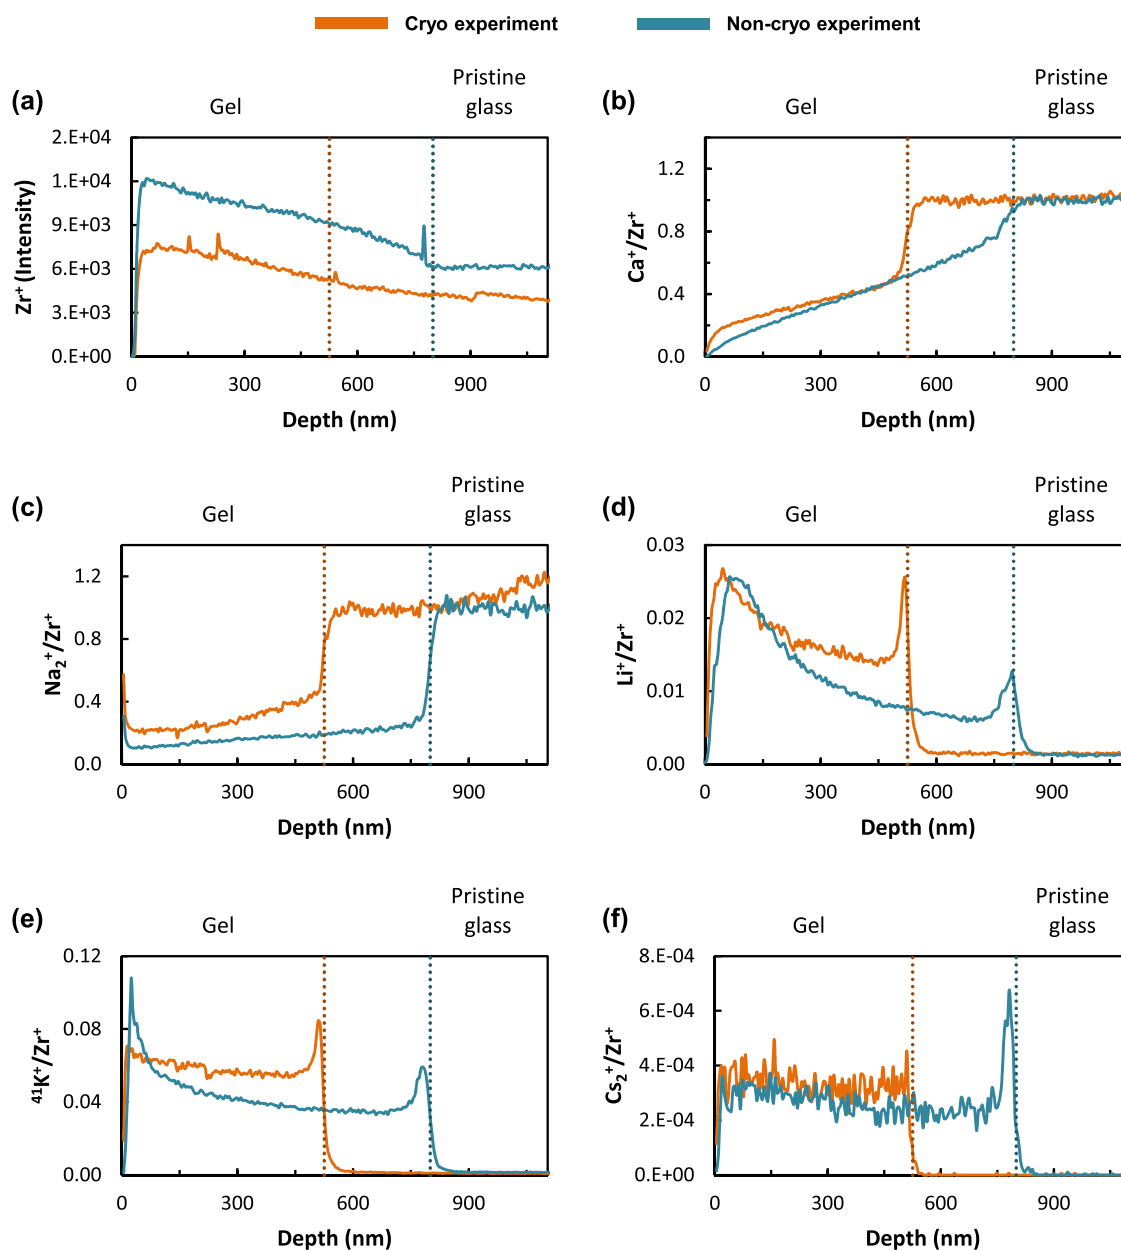 Cryo experiment Non-cryo experiment
(a) Gel Pristine glass
Zr⁺ (Intensity)
2.E+04
1.E+04
9.E+03
6.E+03
3.E+03
0.E+00
0 300 600 900
Depth (nm)
(b) Gel Pristine glass
Ca⁺/Zr⁺
1.2
0.8
0.4
0.0
0 300 600 900
Depth (nm)
(c) Gel Pristine glass
Na₂⁺/Zr⁺
1.2
0.8
0.4
0.0
0 300 600 900
Depth (nm)
(d) Gel Pristine glass
Li⁺/Zr⁺
0.03
0.02
0.01
0.00
0 300 600 900
Depth (nm)
(e) Gel Pristine glass
⁴¹K⁺/Zr⁺
0.12
0.08
0.04
0.00
0 300 600 900
Depth (nm)
(f) Gel Pristine glass
Cs₂⁺/Zr⁺
8.E-04
6.E-04
4.E-04
2.E-04
0.E+00
0 300 600 900
Depth (nm)